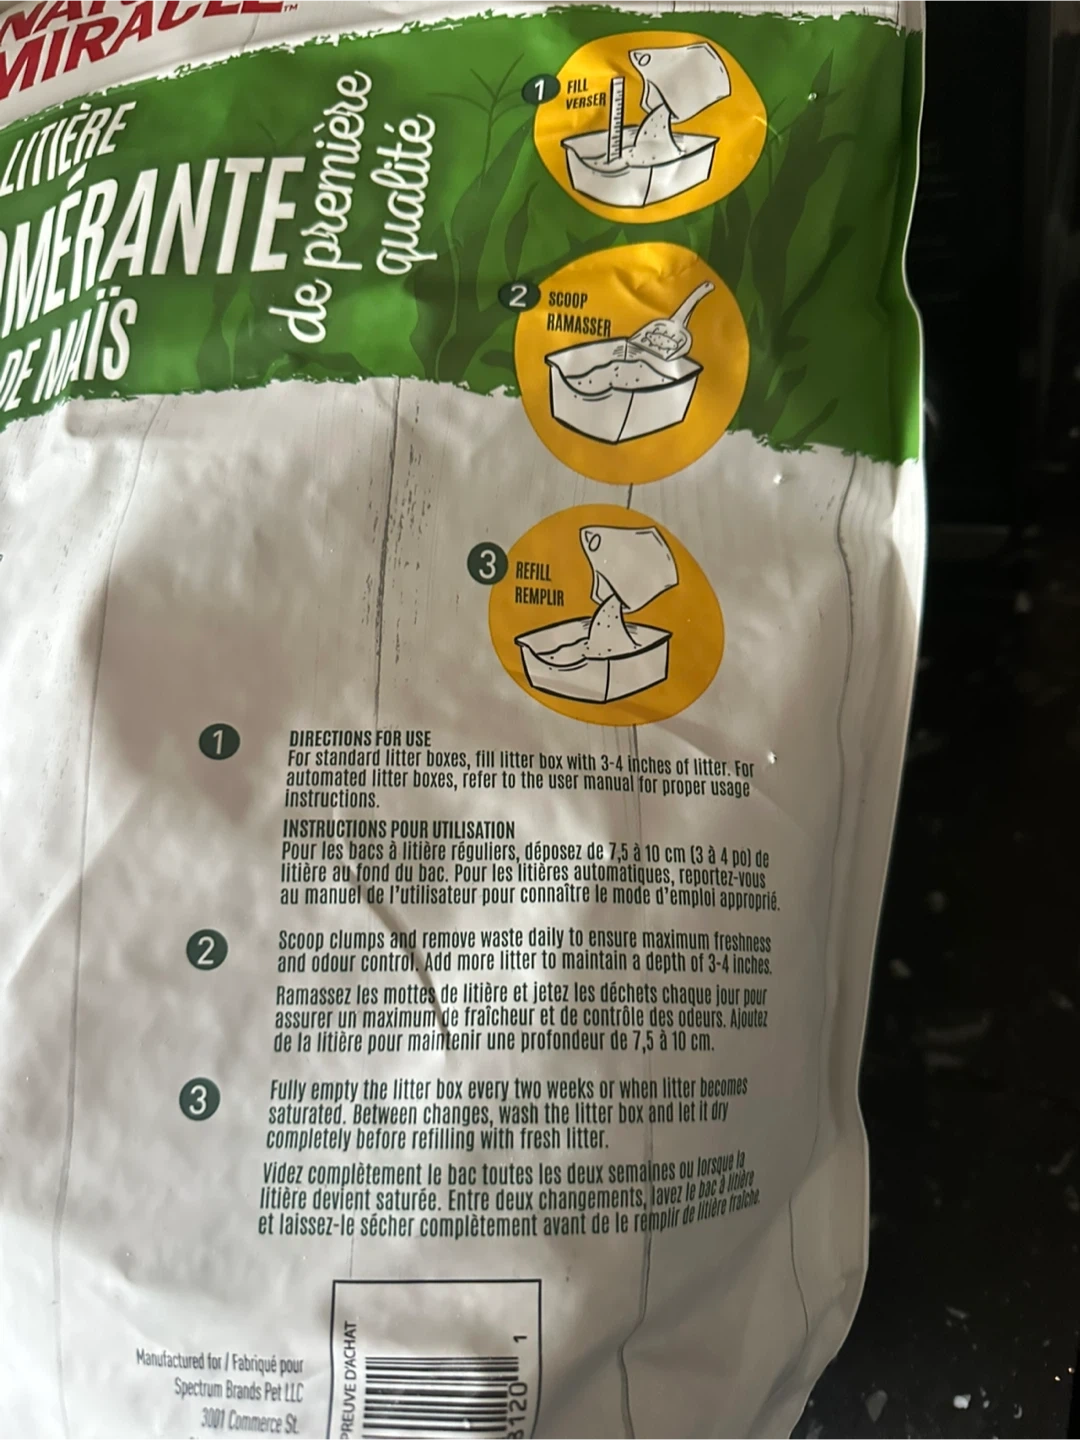 MIRACLE™
LITIÈRE
MÉRANTE
DE MAÏS
de première
qualité
1 FILL
VERSER
2 SCOOP
RAMASSER
3 REFILL
REMPLIR
1 DIRECTIONS FOR USE
For standard litter boxes, fill litter box with 3-4 inches of litter. For
automated litter boxes, refer to the user manual for proper usage
instructions.
INSTRUCTIONS POUR UTILISATION
Pour les bacs à litière réguliers, déposez de 7,5 à 10 cm (3 à 4 po) de
litière au fond du bac. Pour les litières automatiques, reportez-vous
au manuel de l'utilisateur pour connaître le mode d'emploi approprié.
2 Scoop clumps and remove waste daily to ensure maximum freshness
and odour control. Add more litter to maintain a depth of 3-4 inches.
Ramassez les mottes de litière et jetez les déchets chaque jour pour
assurer un maximum de fraîcheur et de contrôle des odeurs. Ajoutez
de la litière pour maintenir une profondeur de 7,5 à 10 cm.
3 Fully empty the litter box every two weeks or when litter becomes
saturated. Between changes, wash the litter box and let it dry
completely before refilling with fresh litter.
Videz complètement le bac toutes les deux semaines ou lorsque la
litière devient saturée. Entre deux changements, lavez le bac à litière
et laissez-le sécher complètement avant de le remplir de litière fraîche.
Manufactured for / Fabriqué pour
Spectrum Brands Pet LLC
3001 Commerce St.
PREUVE D'ACHAT
8120 1